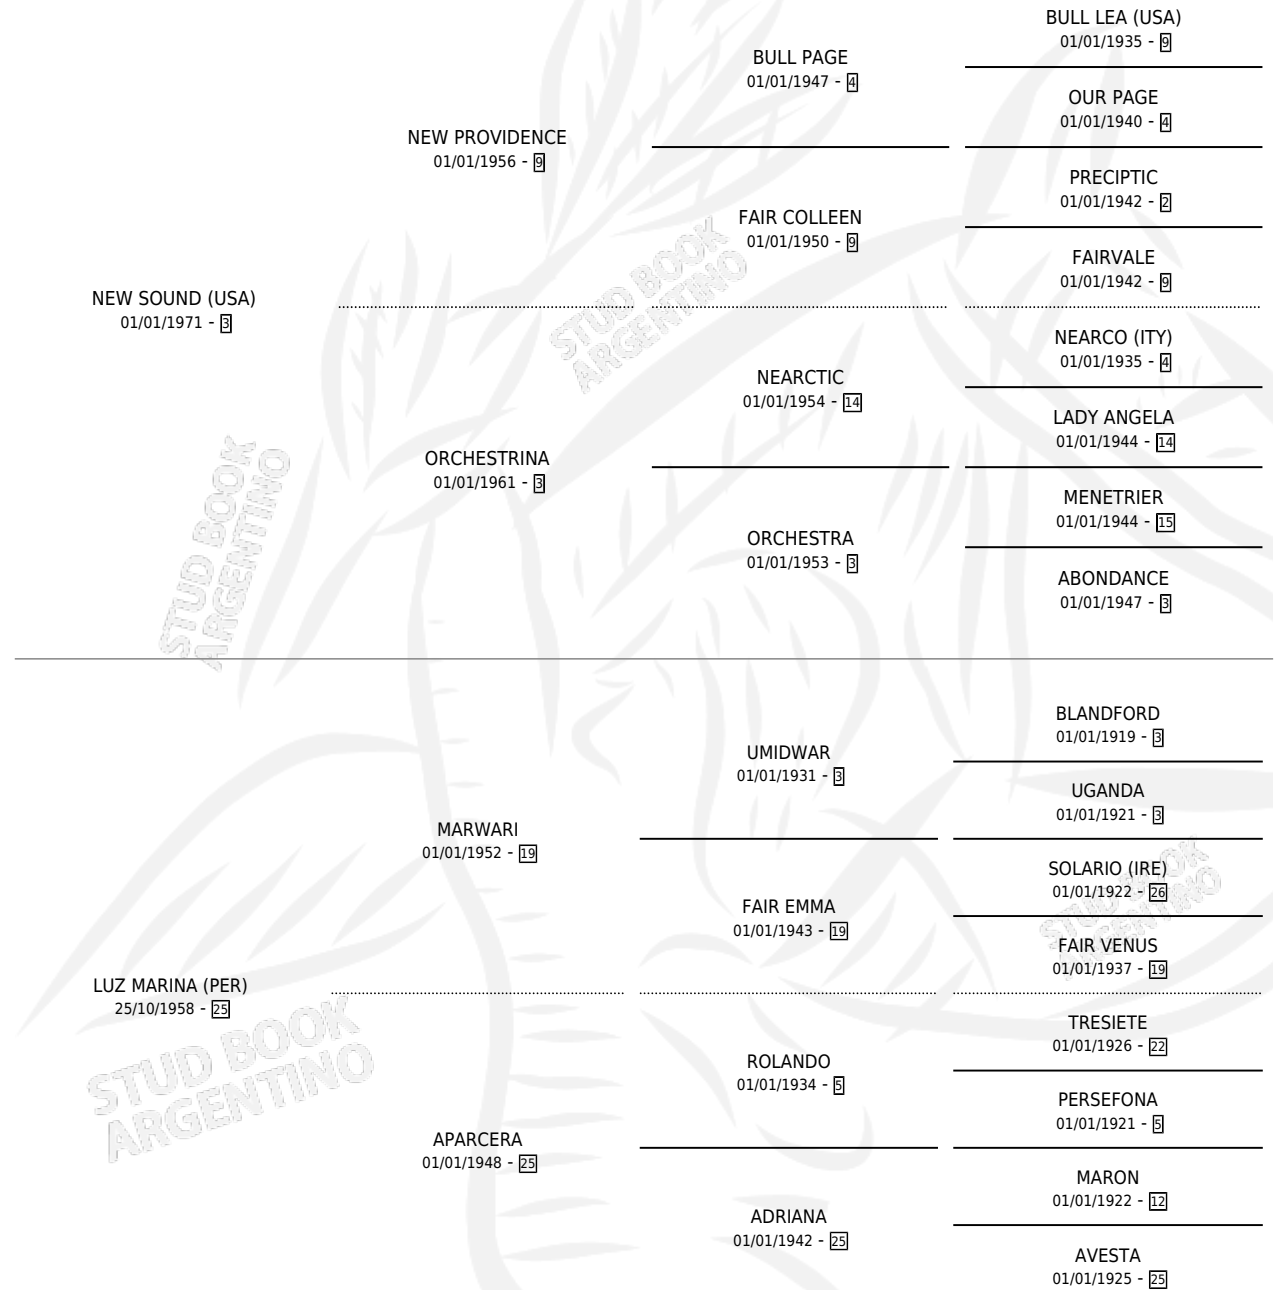 BULL LEA (USA)
01/01/1935 - 9
BULL PAGE
01/01/1947 - 4
OUR PAGE
01/01/1940 - 4
NEW PROVIDENCE
01/01/1956 - 9
PRECIPTIC
01/01/1942 - 2
FAIR COLLEEN
01/01/1950 - 9
FAIRVALE
01/01/1942 - 9
NEW SOUND (USA)
01/01/1971 - 3
NEARCO (ITY)
01/01/1935 - 4
NEARCTIC
01/01/1954 - 14
LADY ANGELA
01/01/1944 - 14
ORCHESTRINA
01/01/1961 - 3
MENETRIER
01/01/1944 - 15
ORCHESTRA
01/01/1953 - 3
ABONDANCE
01/01/1947 - 3
BLANDFORD
01/01/1919 - 3
UMIDWAR
01/01/1931 - 3
UGANDA
01/01/1921 - 3
MARWARI
01/01/1952 - 19
SOLARIO (IRE)
01/01/1922 - 26
FAIR EMMA
01/01/1943 - 19
FAIR VENUS
01/01/1937 - 19
LUZ MARINA (PER)
25/10/1958 - 25
TRESIETE
01/01/1926 - 22
ROLANDO
01/01/1934 - 5
PERSEFONA
01/01/1921 - 5
APARCERA
01/01/1948 - 25
MARON
01/01/1922 - 12
ADRIANA
01/01/1942 - 25
AVESTA
01/01/1925 - 25
STUD BOOK
ARGENTINO
STUD BOOK
ARGENTINO
STUD BOOK
ARGENTINO
STUD BOOK
ARGENTINO